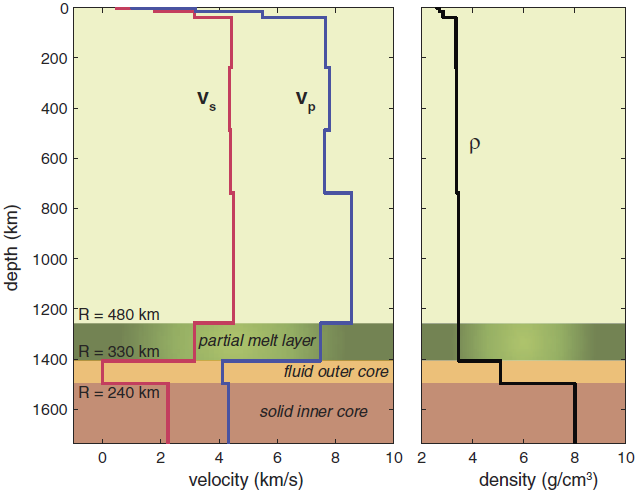 0
200
400
600
800
1000
1200
1400
1600
depth (km)
Vs
Vp
ρ
R = 480 km
partial melt layer
R = 330 km
fluid outer core
R = 240 km
solid inner core
0 2 4 6 8 10
velocity (km/s)
2 4 6 8 10
density (g/cm³)